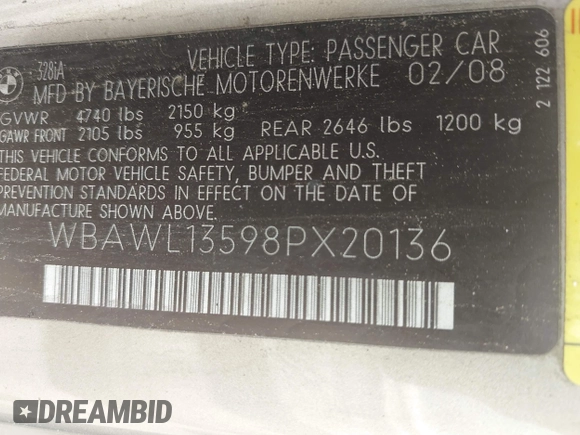 328iA VEHICLE TYPE: PASSENGER CAR
MFD BY BAYERISCHE MOTORENWERKE 02/08
GVWR 4740 lbs 2150 kg
GAWR FRONT 2105 lbs 955 kg REAR 2646 lbs 1200 kg
THIS VEHICLE CONFORMS TO ALL APPLICABLE U.S.
FEDERAL MOTOR VEHICLE SAFETY, BUMPER AND THEFT
PREVENTION STANDARDS IN EFFECT ON THE DATE OF
MANUFACTURE SHOWN ABOVE.
WBAWL13598PX20136
2 122 606
DREAMBID